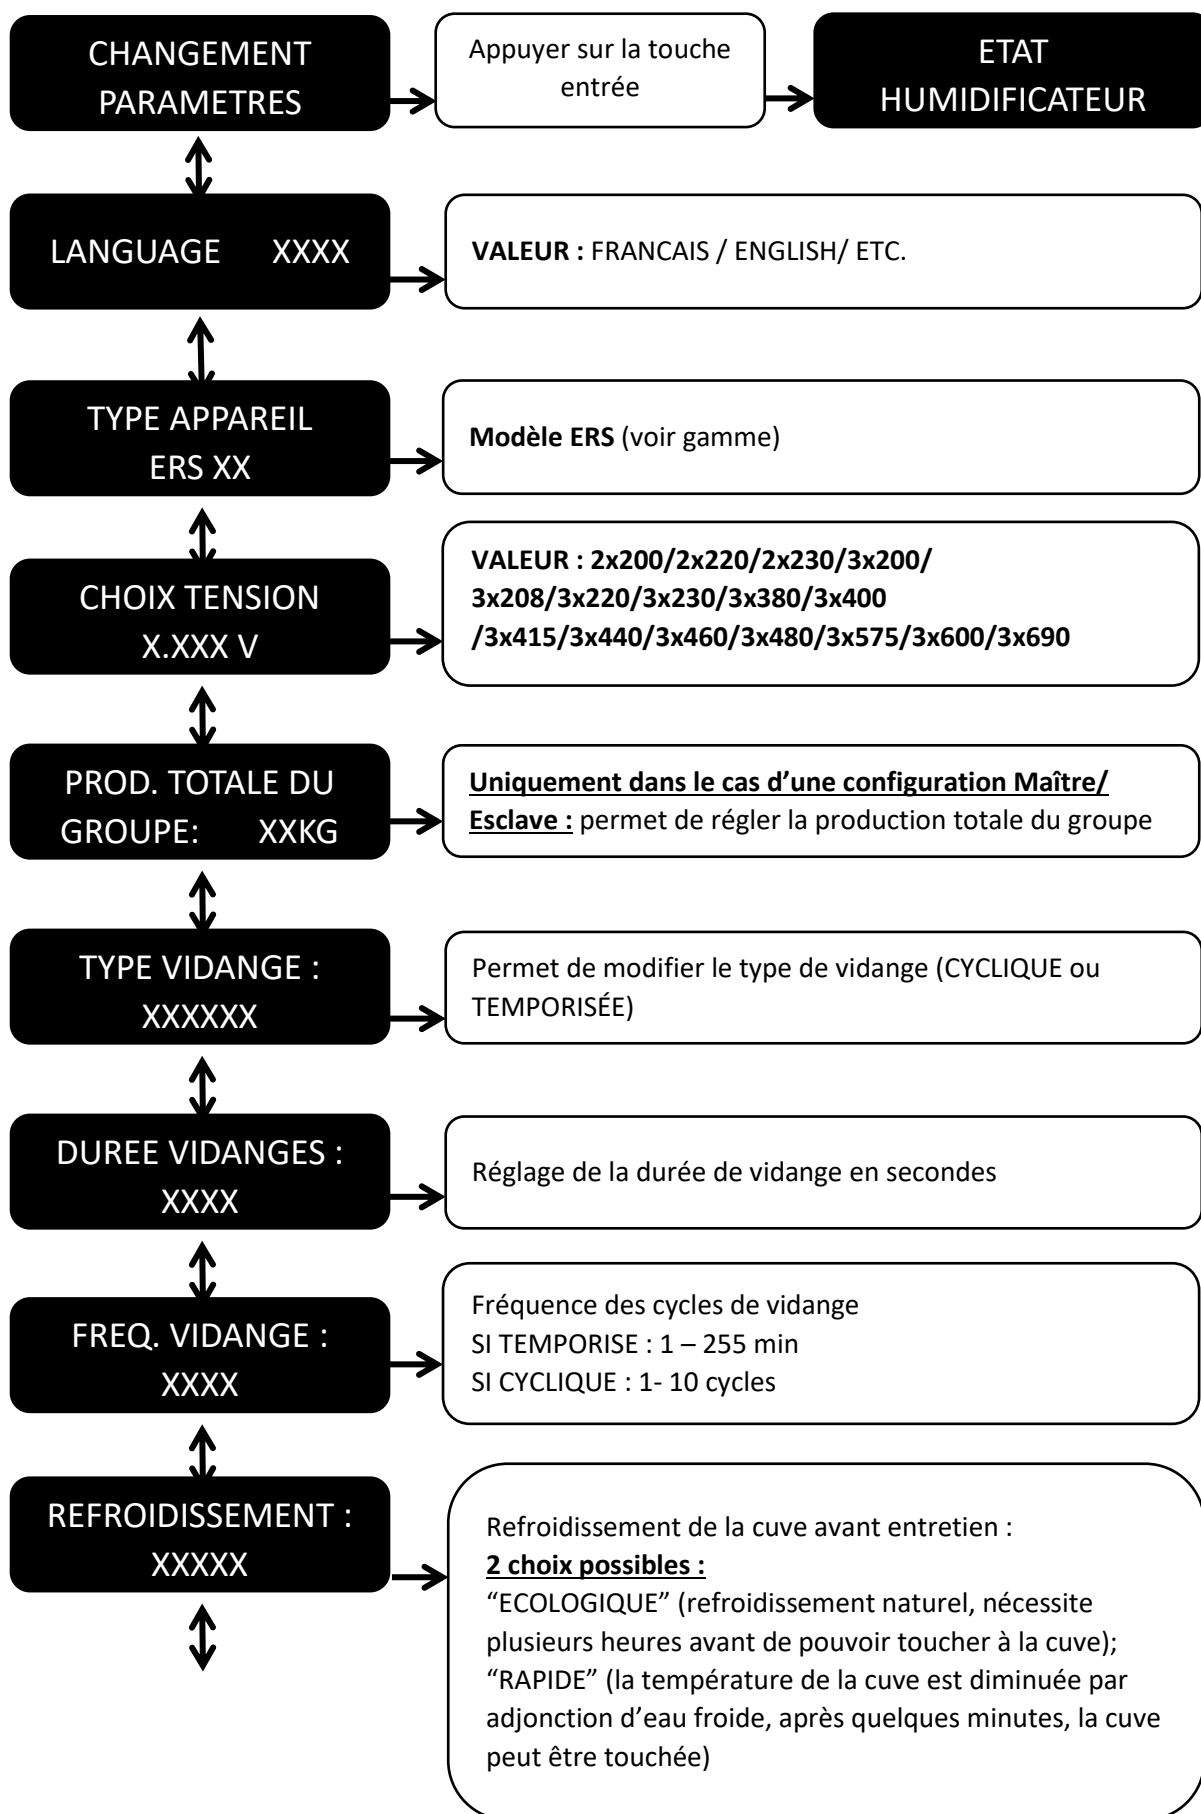 CHANGEMENT
PARAMETRES
Appuyer sur la touche
entrée
ETAT
HUMIDIFICATEUR
LANGUAGE XXXX
VALEUR : FRANCAIS / ENGLISH/ ETC.
TYPE APPAREIL
ERS XX
Modèle ERS (voir gamme)
CHOIX TENSION
X.XXX V
VALEUR : 2x200/2x220/2x230/3x200/
3x208/3x220/3x230/3x380/3x400
/3x415/3x440/3x460/3x480/3x575/3x600/3x690
PROD. TOTALE DU
GROUPE: XXKG
Uniquement dans le cas d’une configuration Maître/
Esclave : permet de régler la production totale du groupe
TYPE VIDANGE :
XXXXXX
Permet de modifier le type de vidange (CYCLIQUE ou
TEMPORISÉE)
DUREE VIDANGES :
XXXX
Réglage de la durée de vidange en secondes
FREQ. VIDANGE :
XXXX
Fréquence des cycles de vidange
SI TEMPORISE : 1 – 255 min
SI CYCLIQUE : 1- 10 cycles
REFROIDISSEMENT :
XXXXX
Refroidissement de la cuve avant entretien :
2 choix possibles :
“ECOLOGIQUE” (refroidissement naturel, nécessite
plusieurs heures avant de pouvoir toucher à la cuve);
“RAPIDE” (la température de la cuve est diminuée par
adjonction d’eau froide, après quelques minutes, la cuve
peut être touchée)